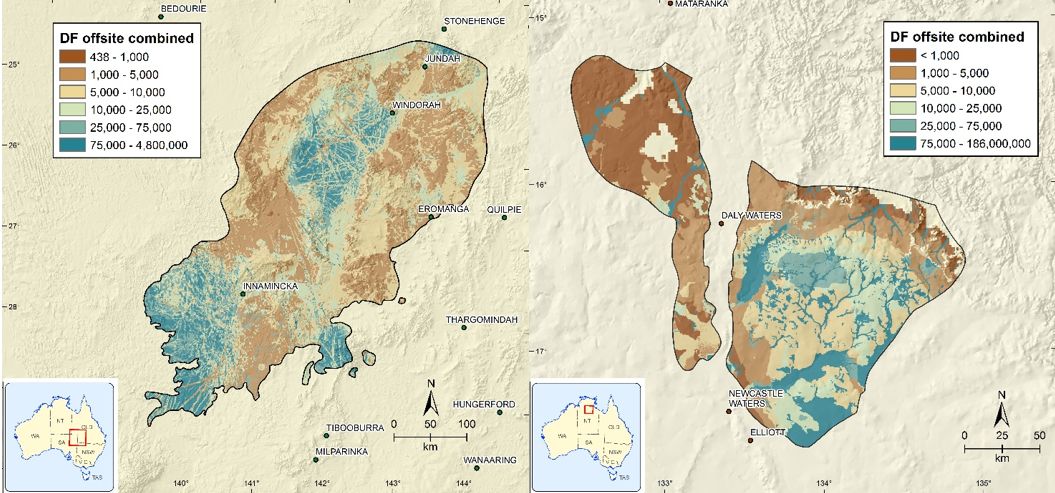 BEDOURIE
STONEHENGE
DF offsite combined
438 - 1,000
1,000 - 5,000
5,000 - 10,000
10,000 - 25,000
25,000 - 75,000
75,000 - 4,800,000
25°
26°
27°
28°
JUNDAH
WINDORAH
EROMANGA
QUILPIE
INNAMINCKA
THARGOMINDAH
HUNGERFORD
TIBOOBURRA
MILPARINKA
WANAARING
N
0 50 100
km
WA
NT
QLD
SA
NSW
TAS
140°
141°
142°
143°
144°
MATARANKA
15°
DF offsite combined
< 1,000
1,000 - 5,000
5,000 - 10,000
10,000 - 25,000
25,000 - 75,000
75,000 - 186,000,000
16°
DALY WATERS
17°
NEWCASTLE
WATERS
ELLIOTT
N
0 25 50
km
WA
NT
QLD
SA
NSW
TAS
133°
134°
135°